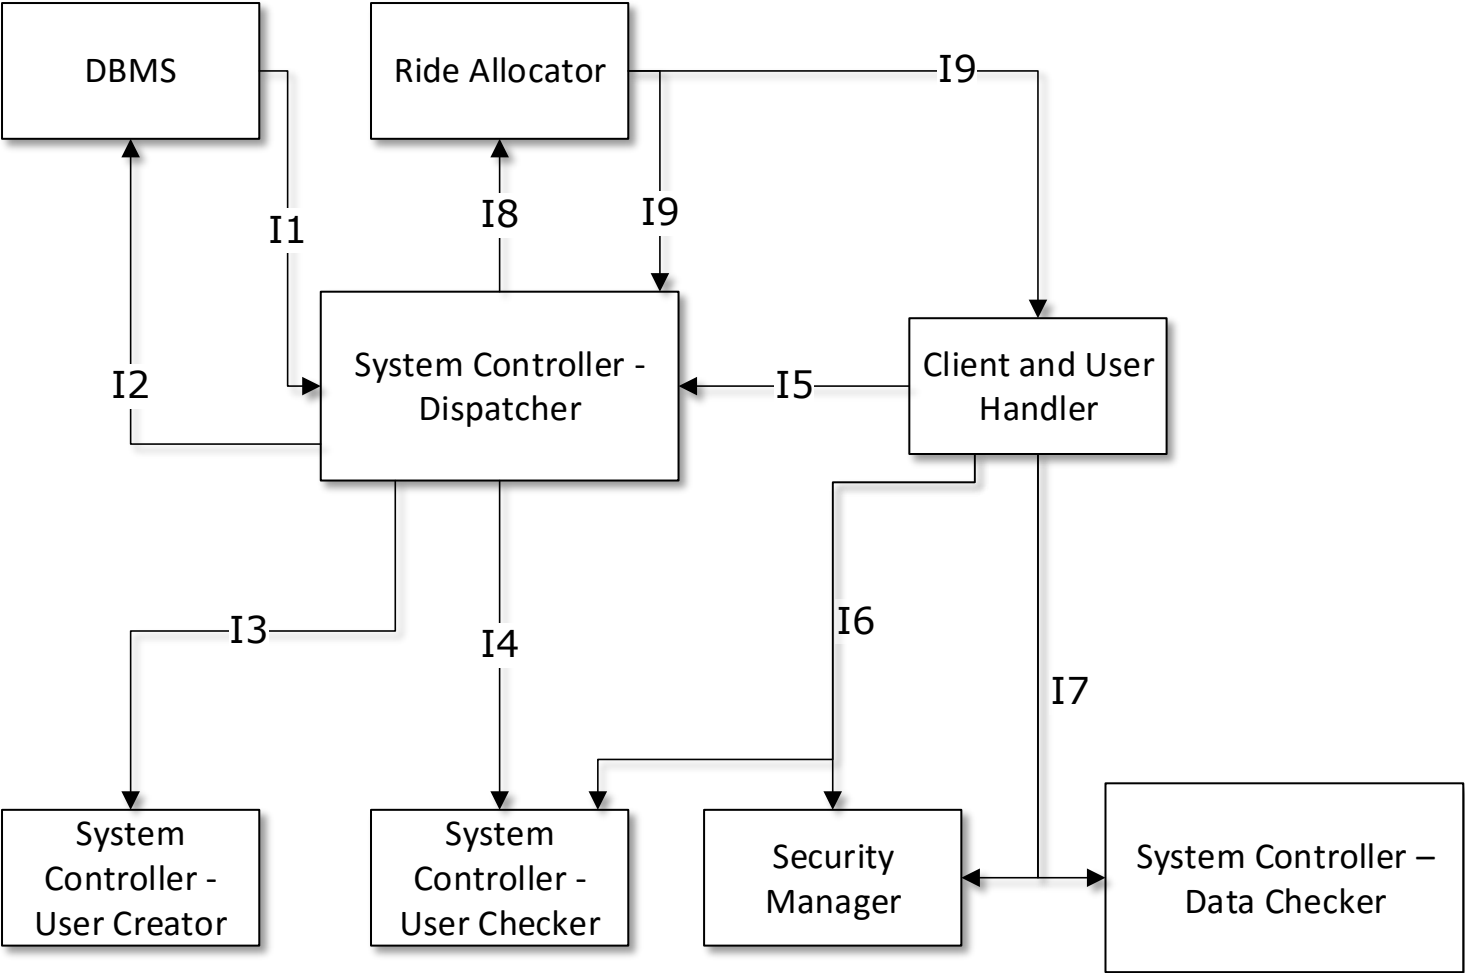 DBMS
Ride Allocator
I9
I1
I8
I9
System Controller -
Dispatcher
Client and User
Handler
I2
I5
I3
I4
I6
I7
System
Controller -
User Creator
System
Controller -
User Checker
Security
Manager
System Controller –
Data Checker